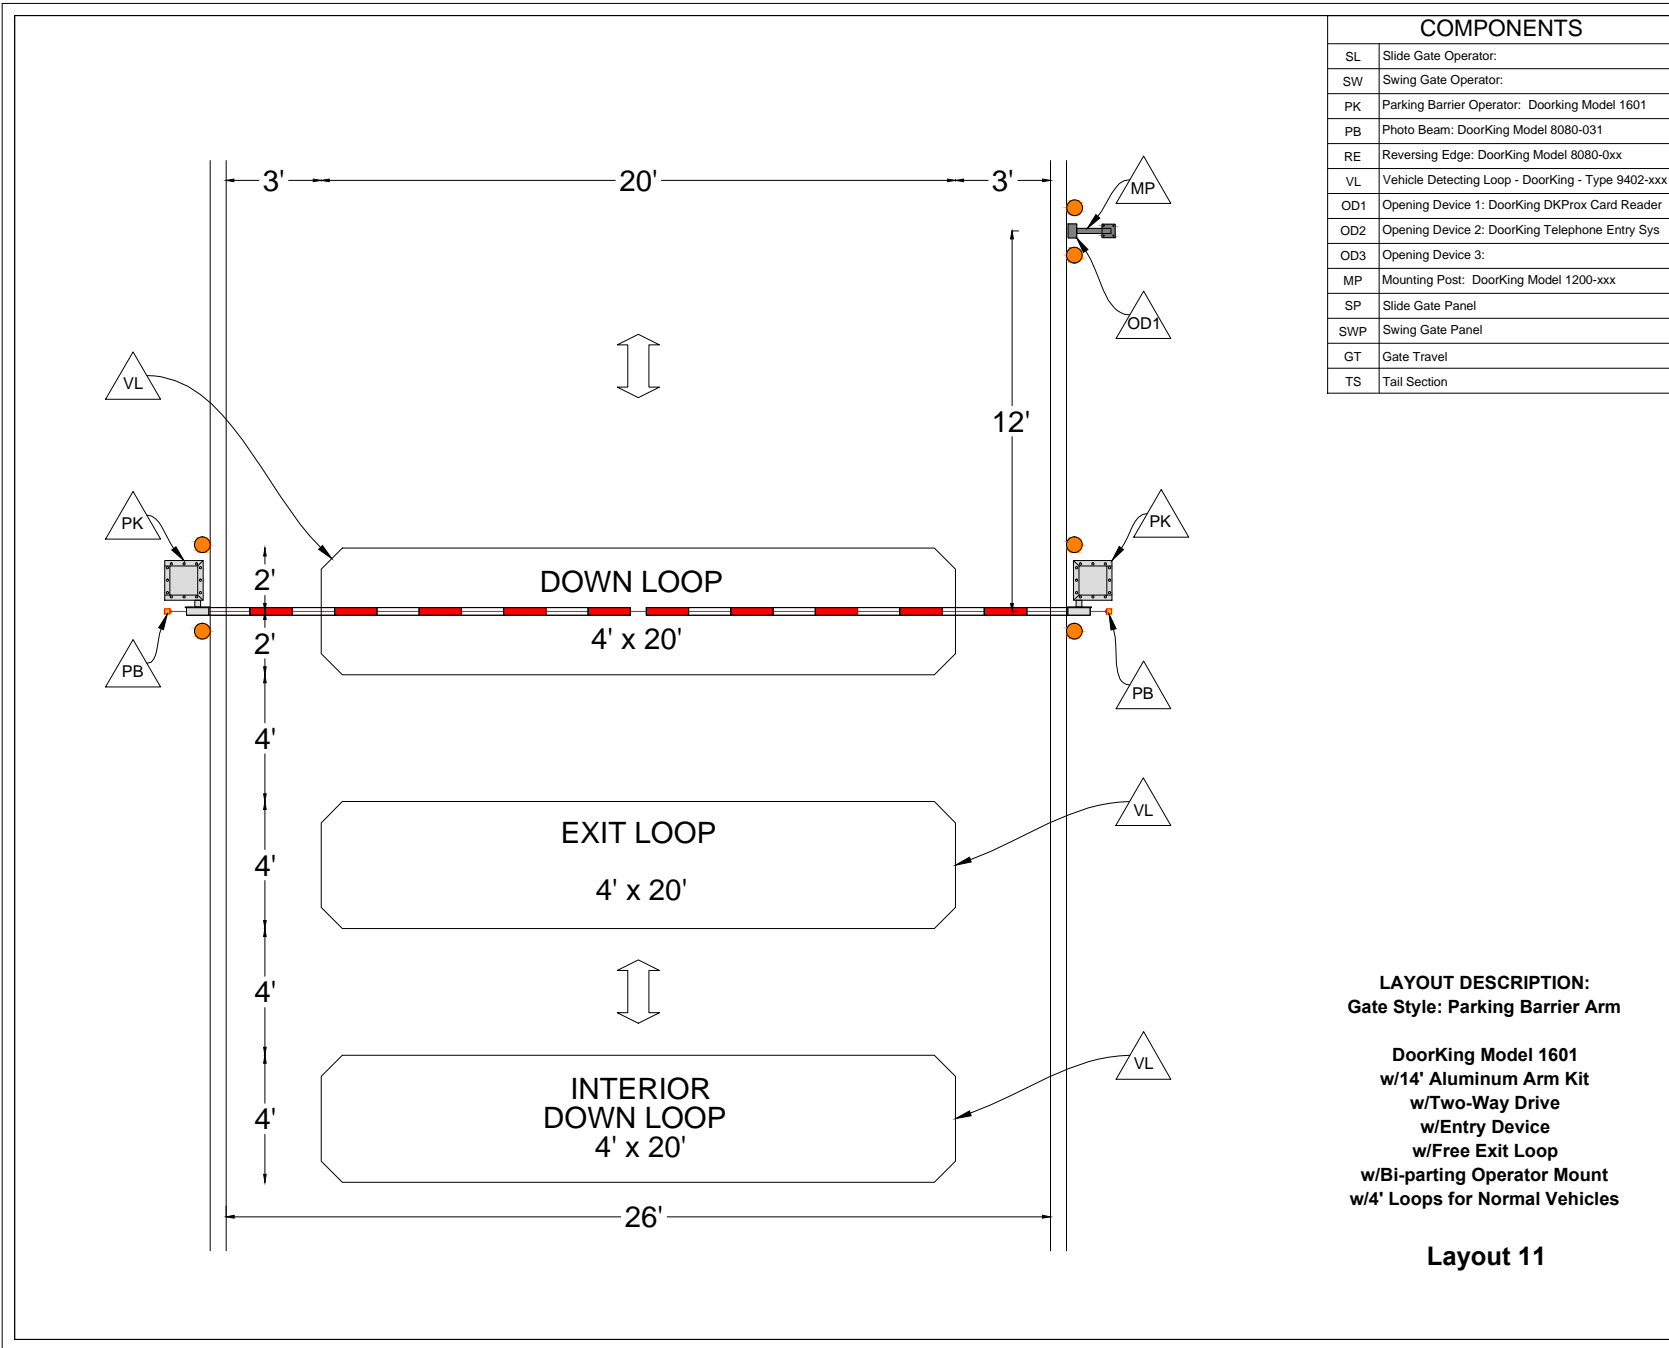 COMPONENTS
SL Slide Gate Operator:
SW Swing Gate Operator:
PK Parking Barrier Operator: Doorking Model 1601
PB Photo Beam: DoorKing Model 8080-031
RE Reversing Edge: DoorKing Model 8080-0xx
VL Vehicle Detecting Loop - DoorKing - Type 9402-xxx
OD1 Opening Device 1: DoorKing DKProx Card Reader
OD2 Opening Device 2: DoorKing Telephone Entry Sys
OD3 Opening Device 3:
MP Mounting Post: DoorKing Model 1200-xxx
SP Slide Gate Panel
SWP Swing Gate Panel
GT Gate Travel
TS Tail Section
3' 20' 3'
MP
OD1
VL
12'
PK
PK
2'
DOWN LOOP
2'
4' x 20'
PB
PB
4'
VL
EXIT LOOP
4'
4' x 20'
4'
VL
INTERIOR
DOWN LOOP
4'
4' x 20'
26'
LAYOUT DESCRIPTION:
Gate Style: Parking Barrier Arm
DoorKing Model 1601
w/14' Aluminum Arm Kit
w/Two-Way Drive
w/Entry Device
w/Free Exit Loop
w/Bi-parting Operator Mount
w/4' Loops for Normal Vehicles
Layout 11